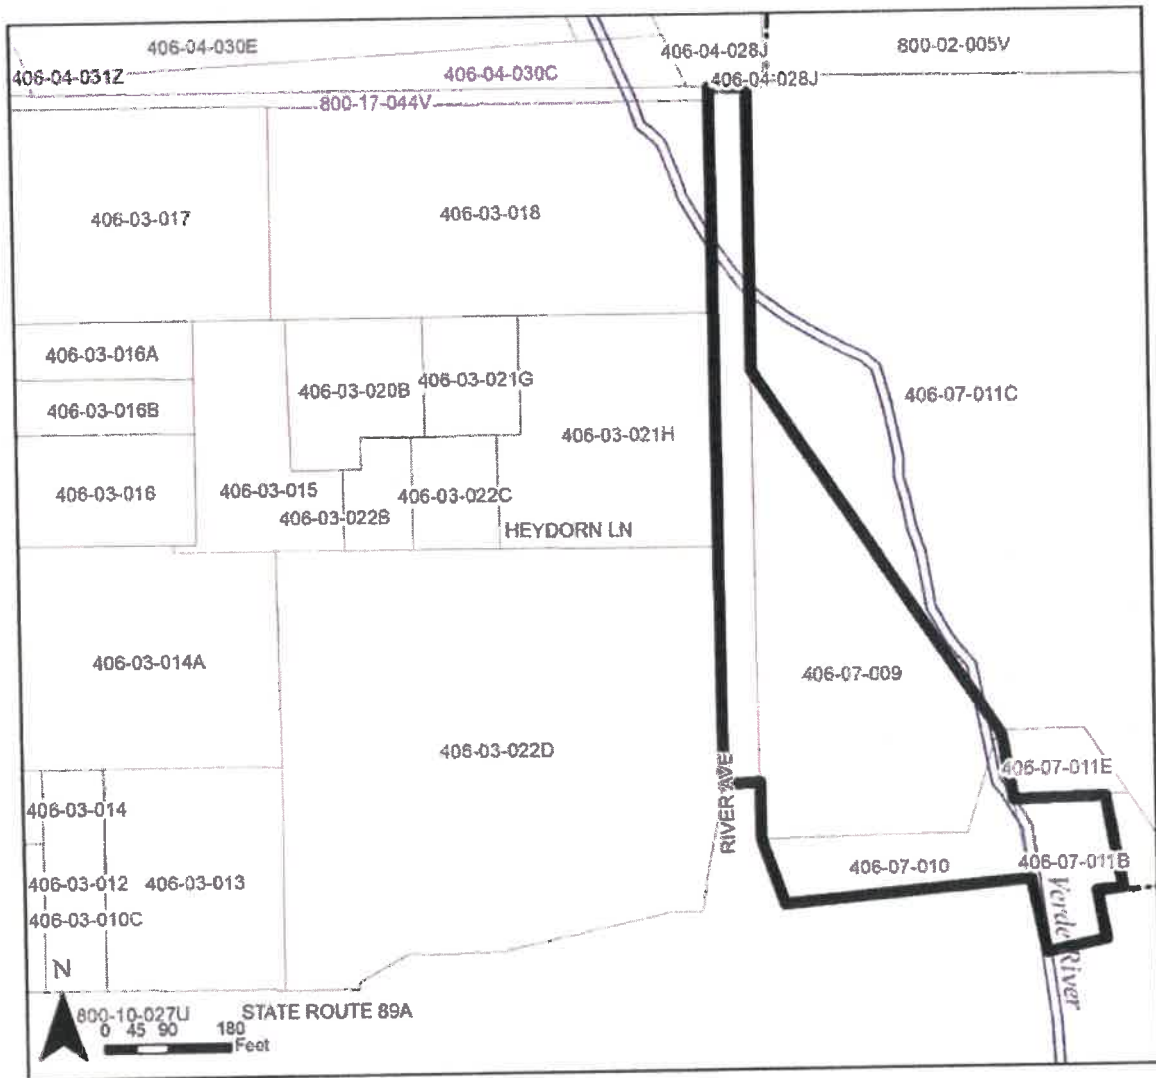 406-04-030E
406-04-028J
800-02-005V
406-04-031Z
406-04-030C
406-04-028J
800-17-044V
406-03-017
406-03-018
406-03-016A
406-03-020B
406-03-021G
406-07-011C
406-03-016B
406-03-021H
406-03-016
406-03-015
406-03-022C
406-03-022B
HEYDORN LN
406-03-014A
406-07-009
406-03-022D
RIVER AVE
406-07-011E
406-03-014
406-07-010
406-07-011B
406-03-012
406-03-013
406-03-010C
Verde River
N
800-10-027U
STATE ROUTE 89A
0 45 90 180
Feet